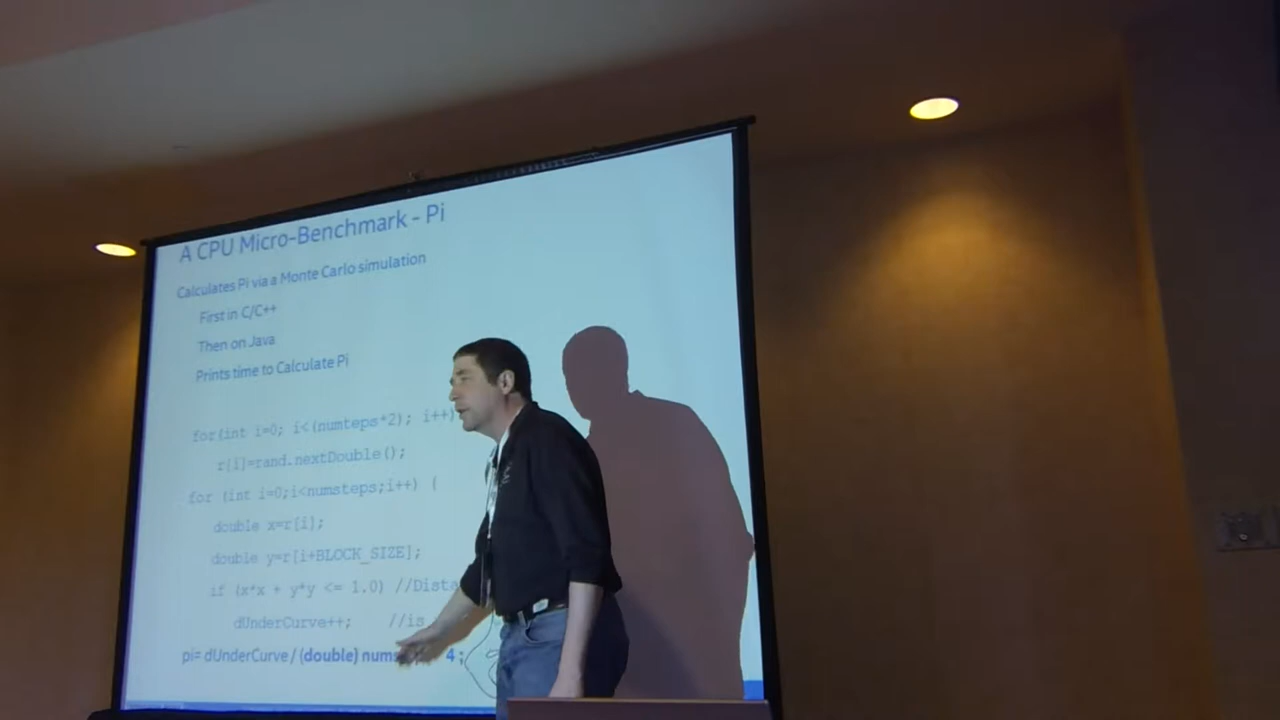 A CPU Micro-Benchmark - Pi
Calculates Pi via a Monte Carlo simulation
First in C/C++
Then on Java
Prints time to Calculate Pi
for(int i=0; i<(numteps*2); i++)
r[i]=rand.nextDouble();
for (int i=0;i<numsteps;i++) {
double x=r[i];
double y=r[i+BLOCK_SIZE];
if (x*x + y*y <= 1.0) //Dista
dUnderCurve++; //is
pi= dUnderCurve / (double) nums 4 ;